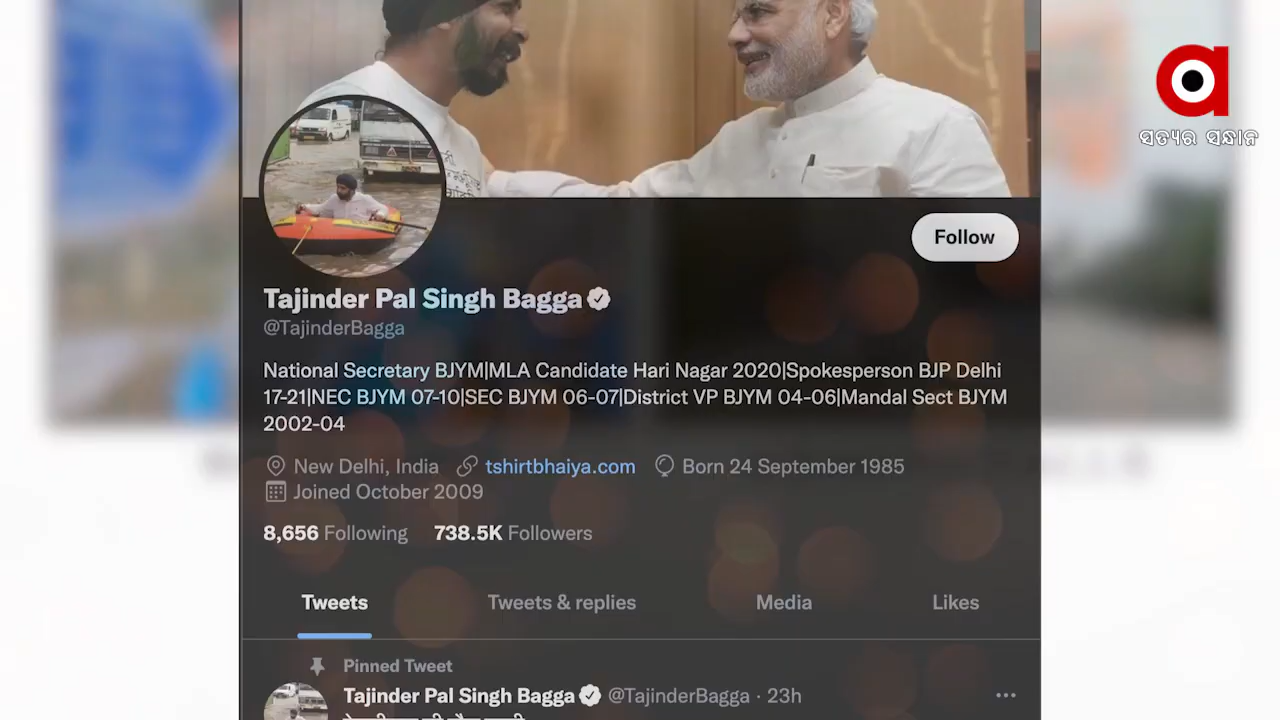 ସତ୍ୟର ସନ୍ଧାନ
Follow
Tajinder Pal Singh Bagga
@TajinderBagga
National Secretary BJYM|MLA Candidate Hari Nagar 2020|Spokesperson BJP Delhi
17-21|NEC BJYM 07-10|SEC BJYM 06-07|District VP BJYM 04-06|Mandal Sect BJYM
2002-04
New Delhi, India tshirtbhaiya.com Born 24 September 1985
Joined October 2009
8,656 Following 738.5K Followers
Tweets Tweets & replies Media Likes
Pinned Tweet
Tajinder Pal Singh Bagga @TajinderBagga · 23h